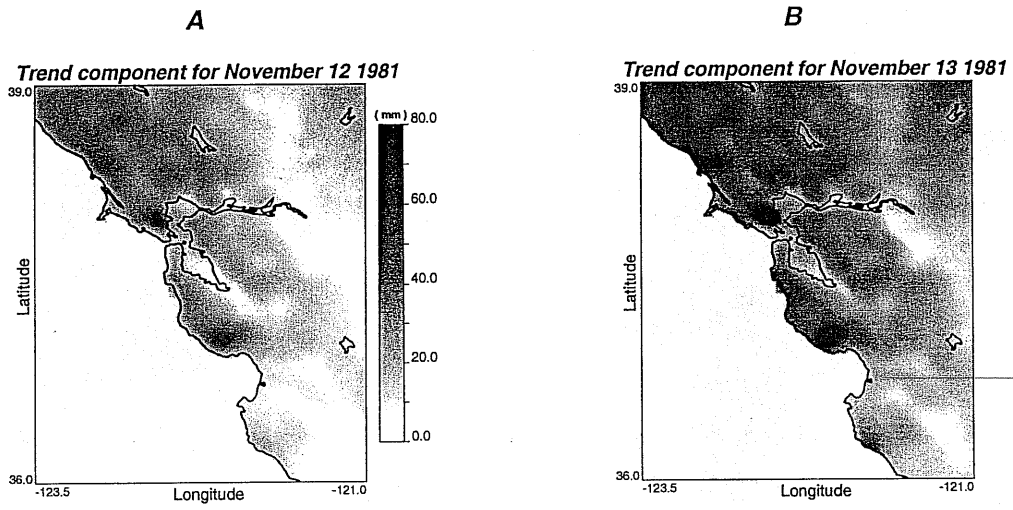 A
B
Trend component for November 12 1981
Trend component for November 13 1981
39.0
(mm)
80.0
60.0
40.0
20.0
0.0
Latitude
36.0
-123.5
Longitude
-121.0
39.0
Latitude
36.0
-123.5
Longitude
-121.0